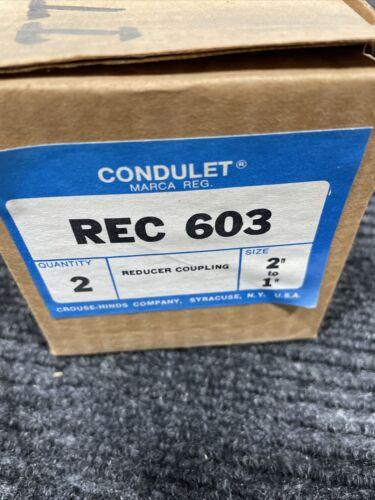 CONDULET®
MARCA REG.
REC 603
QUANTITY
2
REDUCER COUPLING
SIZE
2"
to
1"
CROUSE-HINDS COMPANY, SYRACUSE, N.Y. U.S.A.